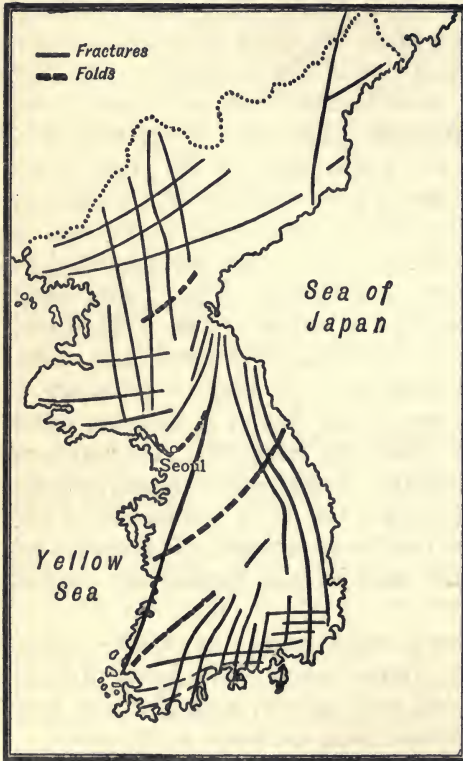 Fractures
Folds
Sea of
Japan
Seoul
Yellow
Sea